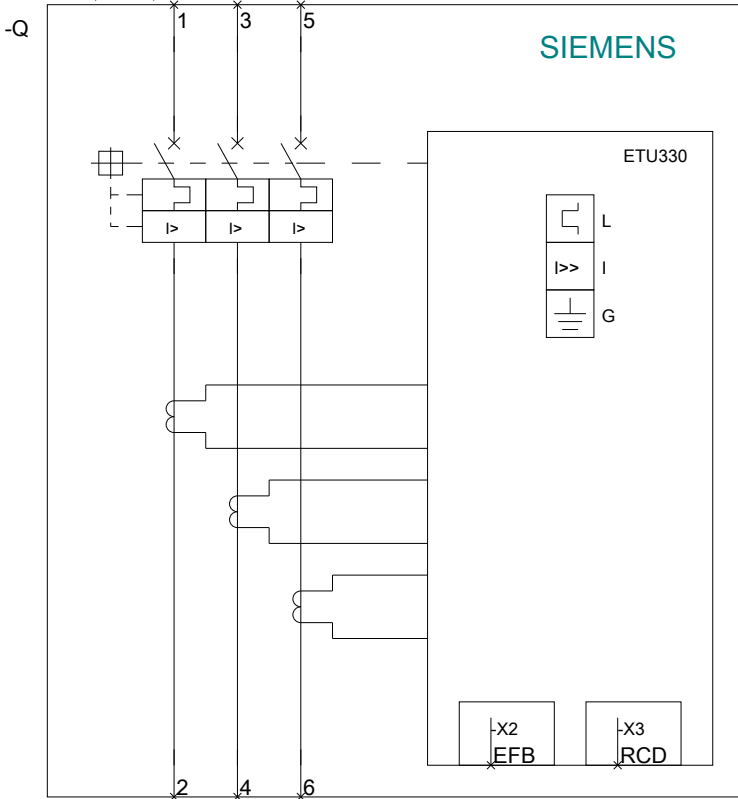 -Q
1 3 5
SIEMENS
ETU330
L
I> I> I>
I>> I
G
-X2 -X3
EFB RCD
2 4 6